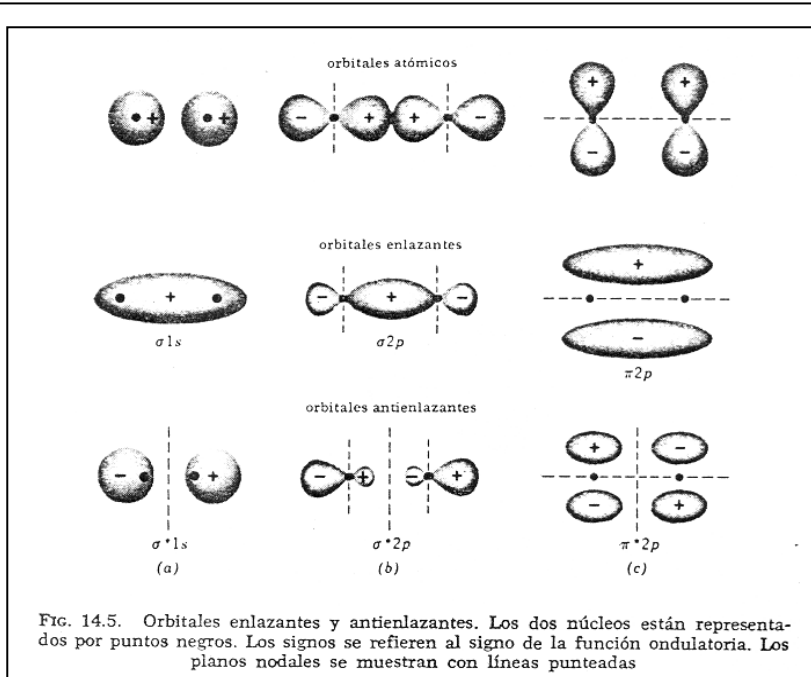 orbitales atómicos
+ +
- + + -
+ +
- -
orbitales enlazantes
+
σ1s
- + -
σ2p
+
-
π2p
orbitales antienlazantes
- +
σ*1s
(a)
- + - +
σ*2p
(b)
+ -
- +
π*2p
(c)
FIG. 14.5. Orbitales enlazantes y antienlazantes. Los dos núcleos están representa-
dos por puntos negros. Los signos se refieren al signo de la función ondulatoria. Los
planos nodales se muestran con líneas punteadas